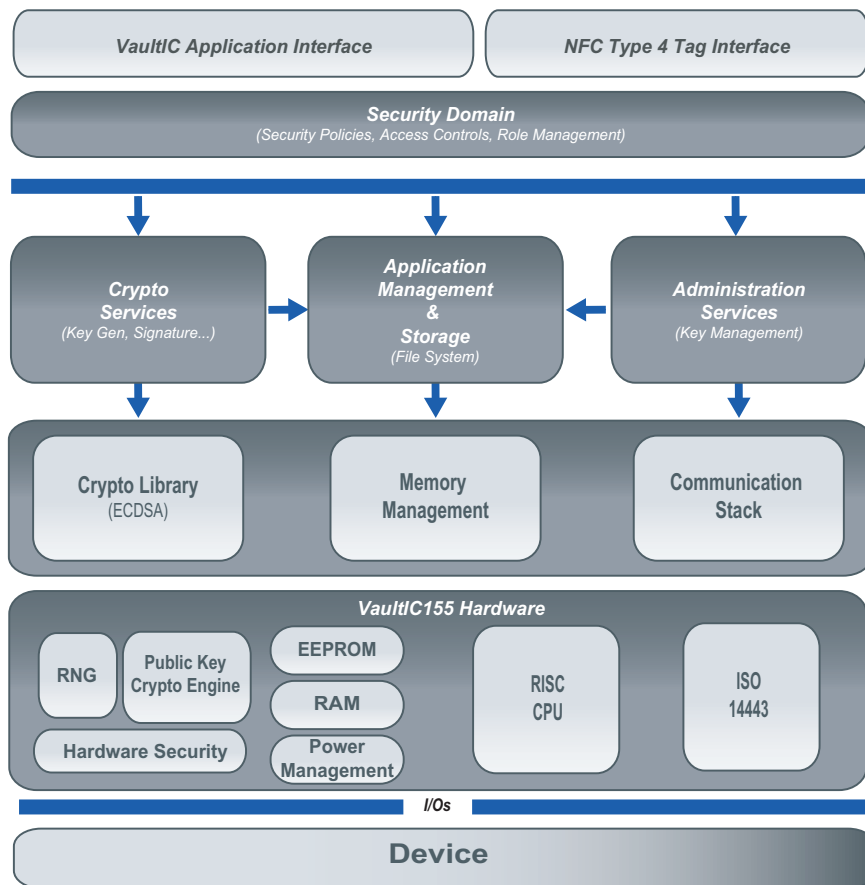 VaultIC Application Interface
NFC Type 4 Tag Interface
Security Domain
(Security Policies, Access Controls, Role Management)
Crypto
Services
(Key Gen, Signature...)
Application
Management
&
Storage
(File System)
Administration
Services
(Key Management)
Crypto Library
(ECDSA)
Memory
Management
Communication
Stack
VaultIC155 Hardware
RNG
Public Key
Crypto Engine
Hardware Security
EEPROM
RAM
Power
Management
RISC
CPU
ISO
14443
I/Os
Device